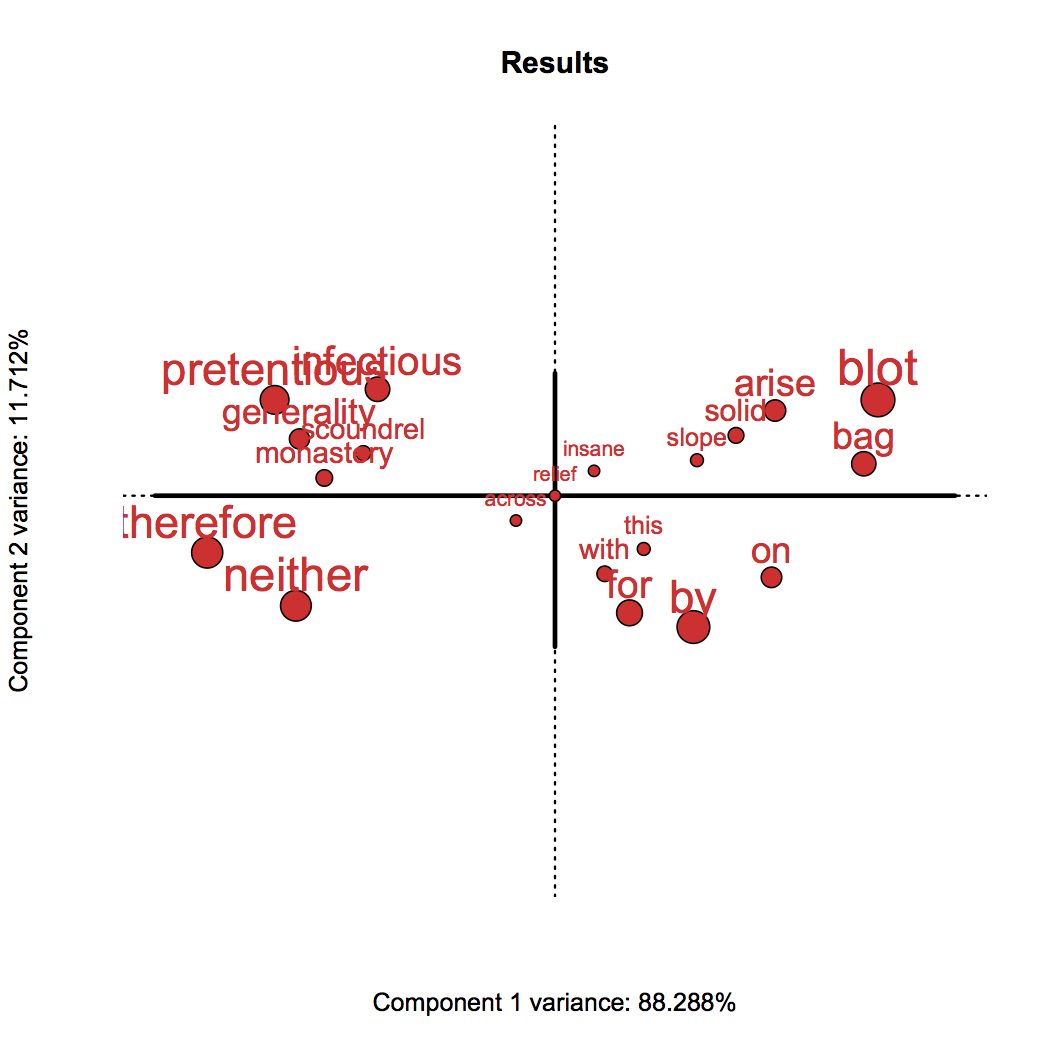 Results
blot
infectious
pretentious
arise
generality
solid
scoundrel
bag
slope
monastery
insane
relief
across
therefore
this
with
on
neither
for
by
Component 2 variance: 11.712%
Component 1 variance: 88.288%